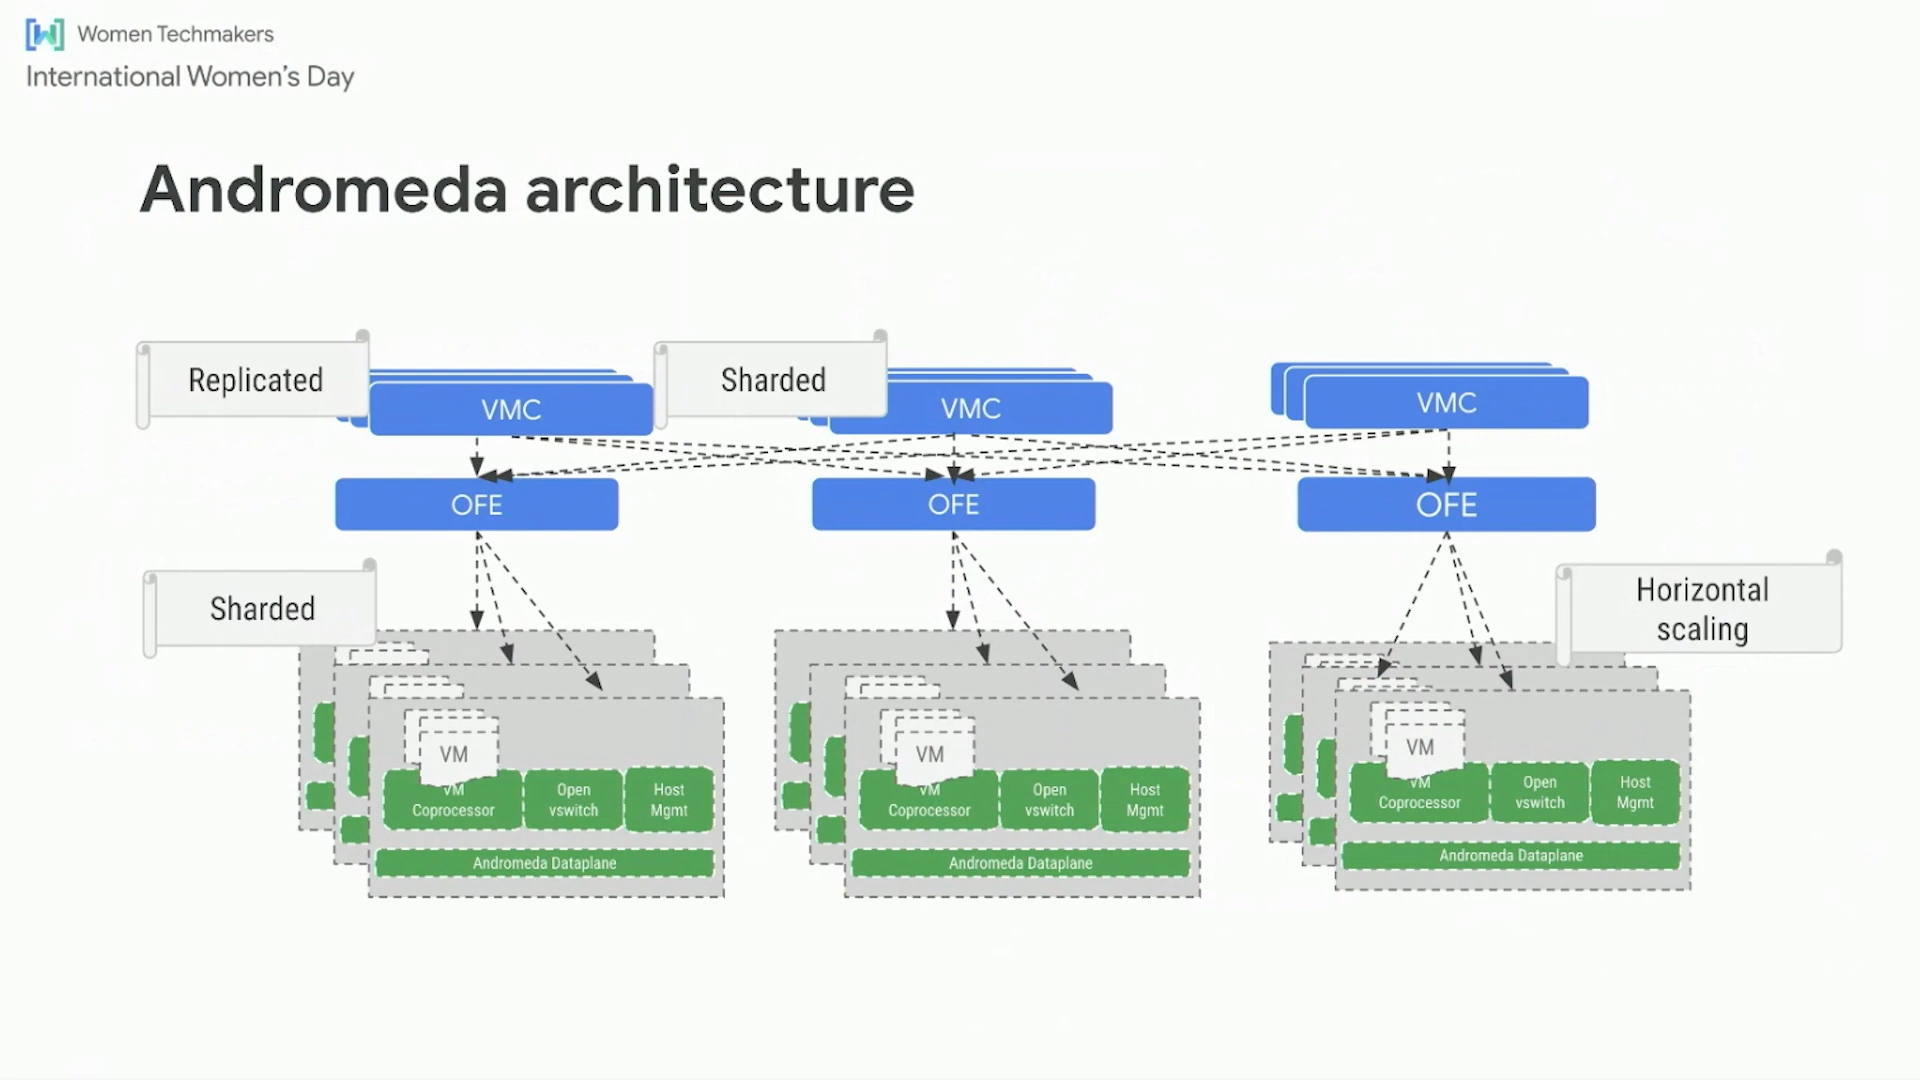 Women Techmakers
International Women's Day
Andromeda architecture
Replicated
VMC
Sharded
VMC
VMC
OFE
OFE
OFE
Sharded
Horizontal
scaling
VM
VM
Coprocessor
Open
vswitch
Host
Mgmt
Andromeda Dataplane
VM
VM
Coprocessor
Open
vswitch
Host
Mgmt
Andromeda Dataplane
VM
VM
Coprocessor
Open
vswitch
Host
Mgmt
Andromeda Dataplane